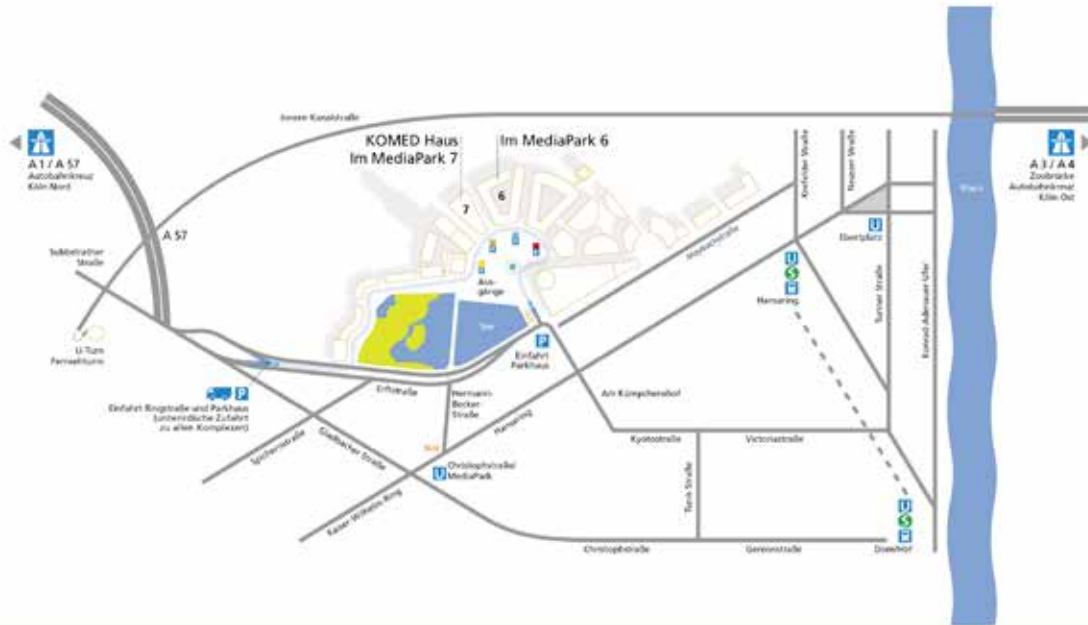 Innere Kanalstraße
KOMED Haus
Im MediaPark 7
Im MediaPark 6
7
6
A 1 / A 57
Autobahnkreuz
Köln-Nord
A 3 / A 4
Zoobrücke
Autobahnkreuz
Köln-Ost
Rhein
Krefelder Straße
Neusser Straße
U
Ebertplatz
A 57
Subbelrather
Straße
Maybachstraße
U
S
Hansaring
Turiner Straße
Konrad-Adenauer-Ufer
Aus-
gänge
See
U-Turn
Fernsehturm
P
Einfahrt
Parkhaus
P
Einfahrt Ringstraße und Parkhaus
(unterirdische Zufahrt
zu allen Komplexen)
Erftstraße
Hermann-
Becker-
Straße
Hansaring
Am Kümpchenshof
Spichernstraße
Gladbacher Straße
Kyotostraße
Victoriastraße
U
Christophstraße/
MediaPark
Tunis Straße
Kaiser-Wilhelm-Ring
U
S
Christophstraße
Gereonstraße
Dom/Hbf